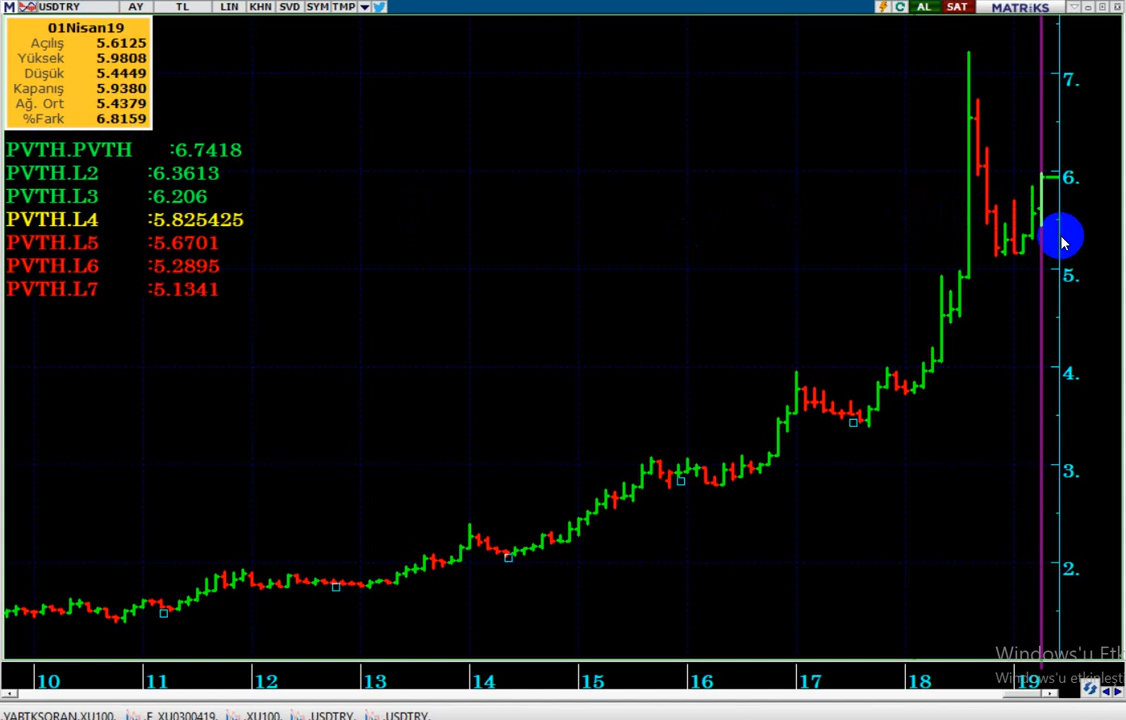 USDTRY AY TL LIN KHN SVD SYM TMP AL SAT MATRiKS
01Nisan19
Açılış 5.6125
Yüksek 5.9808
Düşük 5.4449
Kapanış 5.9380
Ağ. Ort 5.4379
%Fark 6.8159
PVTH.PVTH :6.7418
PVTH.L2 :6.3613
PVTH.L3 :6.206
PVTH.L4 :5.825425
PVTH.L5 :5.6701
PVTH.L6 :5.2895
PVTH.L7 :5.1341
7.
6.
5.
4.
3.
2.
Windows'u Etk
Windows'u etkinleşt
10 11 12 13 14 15 16 17 18 19
.YABTKSORAN.XU100. .F_XU0300419. .XU100. .USDTRY. .USDTRY.